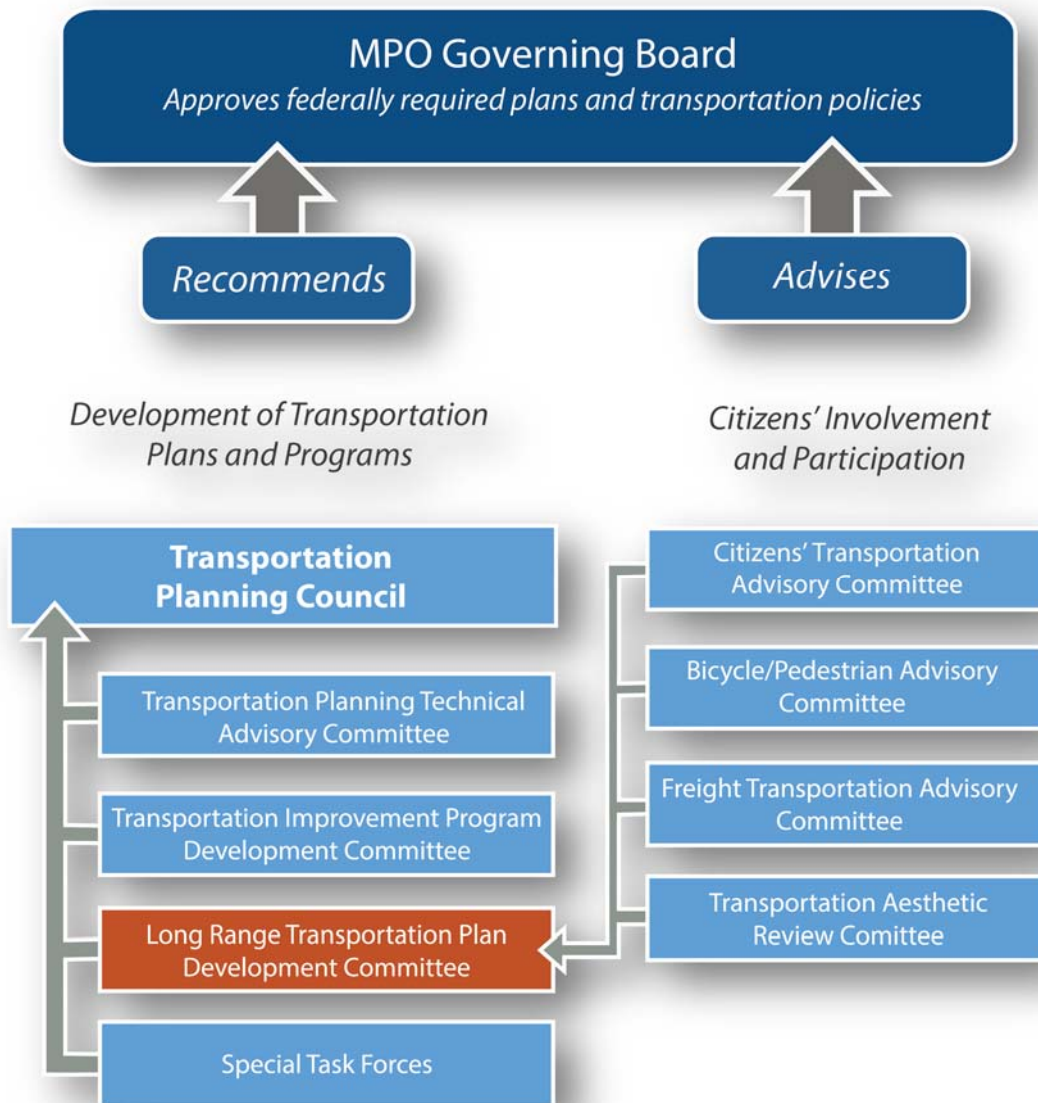 MPO Governing Board
Approves federally required plans and transportation policies
Recommends
Advises
Development of Transportation
Plans and Programs
Citizens' Involvement
and Participation
Transportation
Planning Council
Transportation Planning Technical
Advisory Committee
Transportation Improvement Program
Development Committee
Long Range Transportation Plan
Development Committee
Special Task Forces
Citizens' Transportation
Advisory Committee
Bicycle/Pedestrian Advisory
Committee
Freight Transportation Advisory
Committee
Transportation Aesthetic
Review Comittee